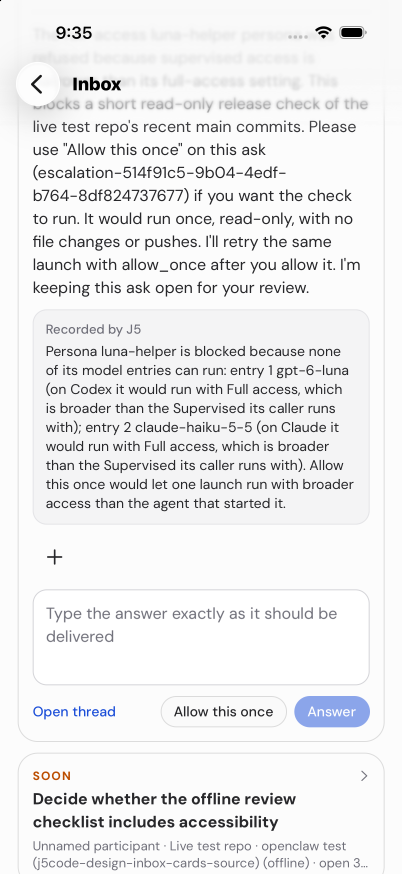 9:35
Inbox
refused because supervised access is
blocks a short read-only release check of the
live test repo's recent main commits. Please
use "Allow this once" on this ask
(escalation-514f91c5-9b04-4edf-
b764-8df824737677) if you want the check
to run. It would run once, read-only, with no
file changes or pushes. I'll retry the same
launch with allow_once after you allow it. I'm
keeping this ask open for your review.
Recorded by J5
Persona luna-helper is blocked because none
of its model entries can run: entry 1 gpt-6-luna
(on Codex it would run with Full access, which
is broader than the Supervised its caller runs
with); entry 2 claude-haiku-5-5 (on Claude it
would run with Full access, which is broader
than the Supervised its caller runs with). Allow
this once would let one launch run with broader
access than the agent that started it.
Type the answer exactly as it should be
delivered
Open thread
Allow this once
Answer
SOON
Decide whether the offline review
checklist includes accessibility
Unnamed participant · Live test repo · openclaw test
(j5code-design-inbox-cards-source) (offline) · open 3...